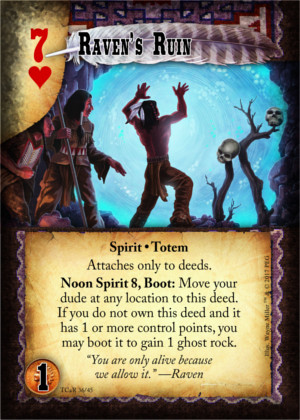 7
Raven's Ruin
Spirit • Totem
Attaches only to deeds.
Noon Spirit 8, Boot: Move your
dude at any location to this deed.
If you do not own this deed and it
has 1 or more control points, you
may boot it to gain 1 ghost rock.
"You are only alive because
we allow it." —Raven
1